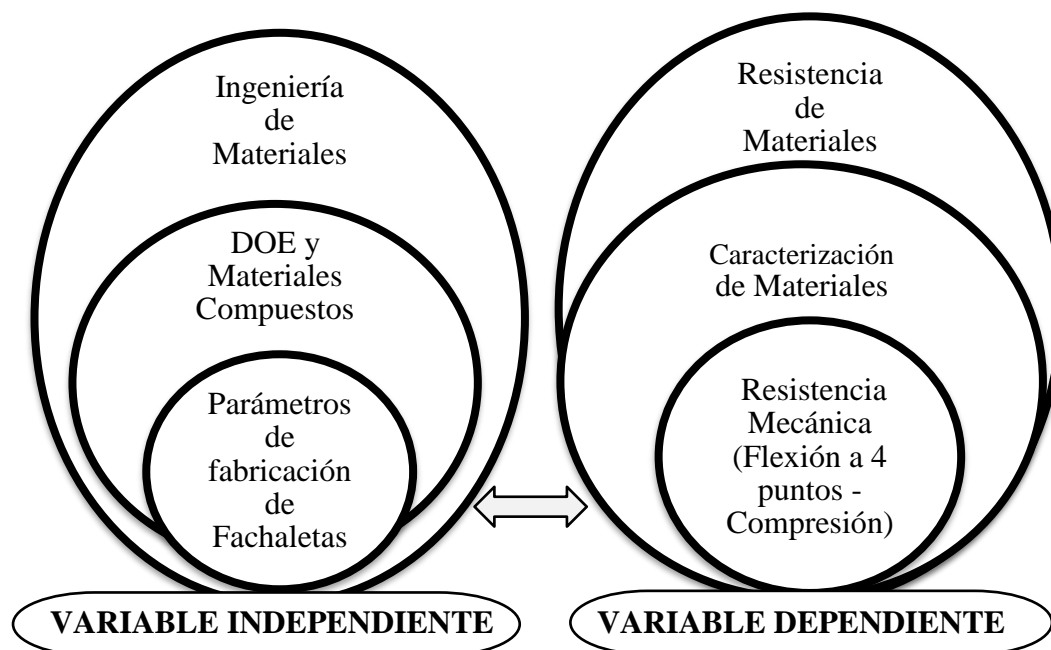 Ingeniería
de
Materiales
DOE y
Materiales
Compuestos
Parámetros
de
fabricación
de
Fachaletas
VARIABLE INDEPENDIENTE
Resistencia
de
Materiales
Caracterización
de Materiales
Resistencia
Mecánica
(Flexión a 4
puntos -
Compresión)
VARIABLE DEPENDIENTE